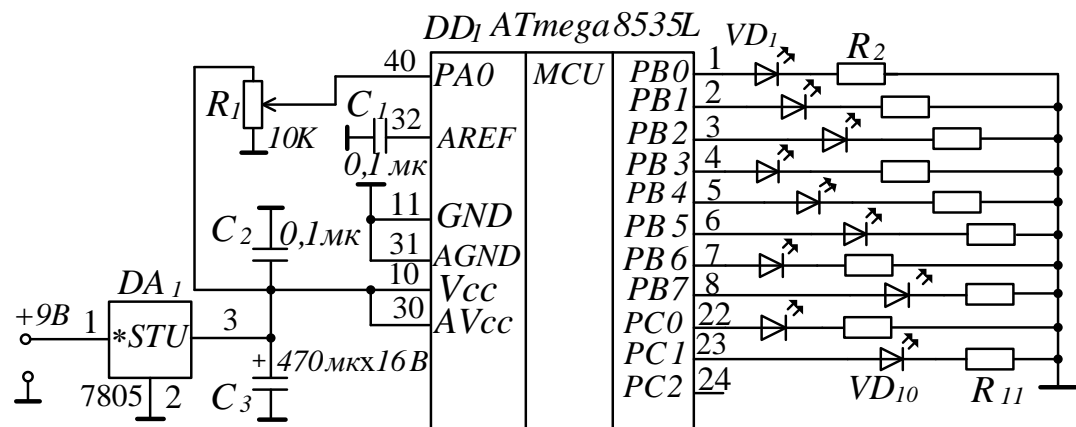 DD1 ATmega8535L
VD1
R2
40
PA0
MCU
PB0
1
R1
10K
C1
32
AREF
0,1мк
PB1
2
PB2
3
PB3
4
PB4
5
11
GND
C2
0,1мк
31
AGND
PB5
6
PB6
7
10
Vcc
DA1
30
AVcc
PB7
8
+9В
1
*STU
3
PC0
22
+
470мкх16В
PC1
23
7805
2
C3
PC2
24
VD10
R11